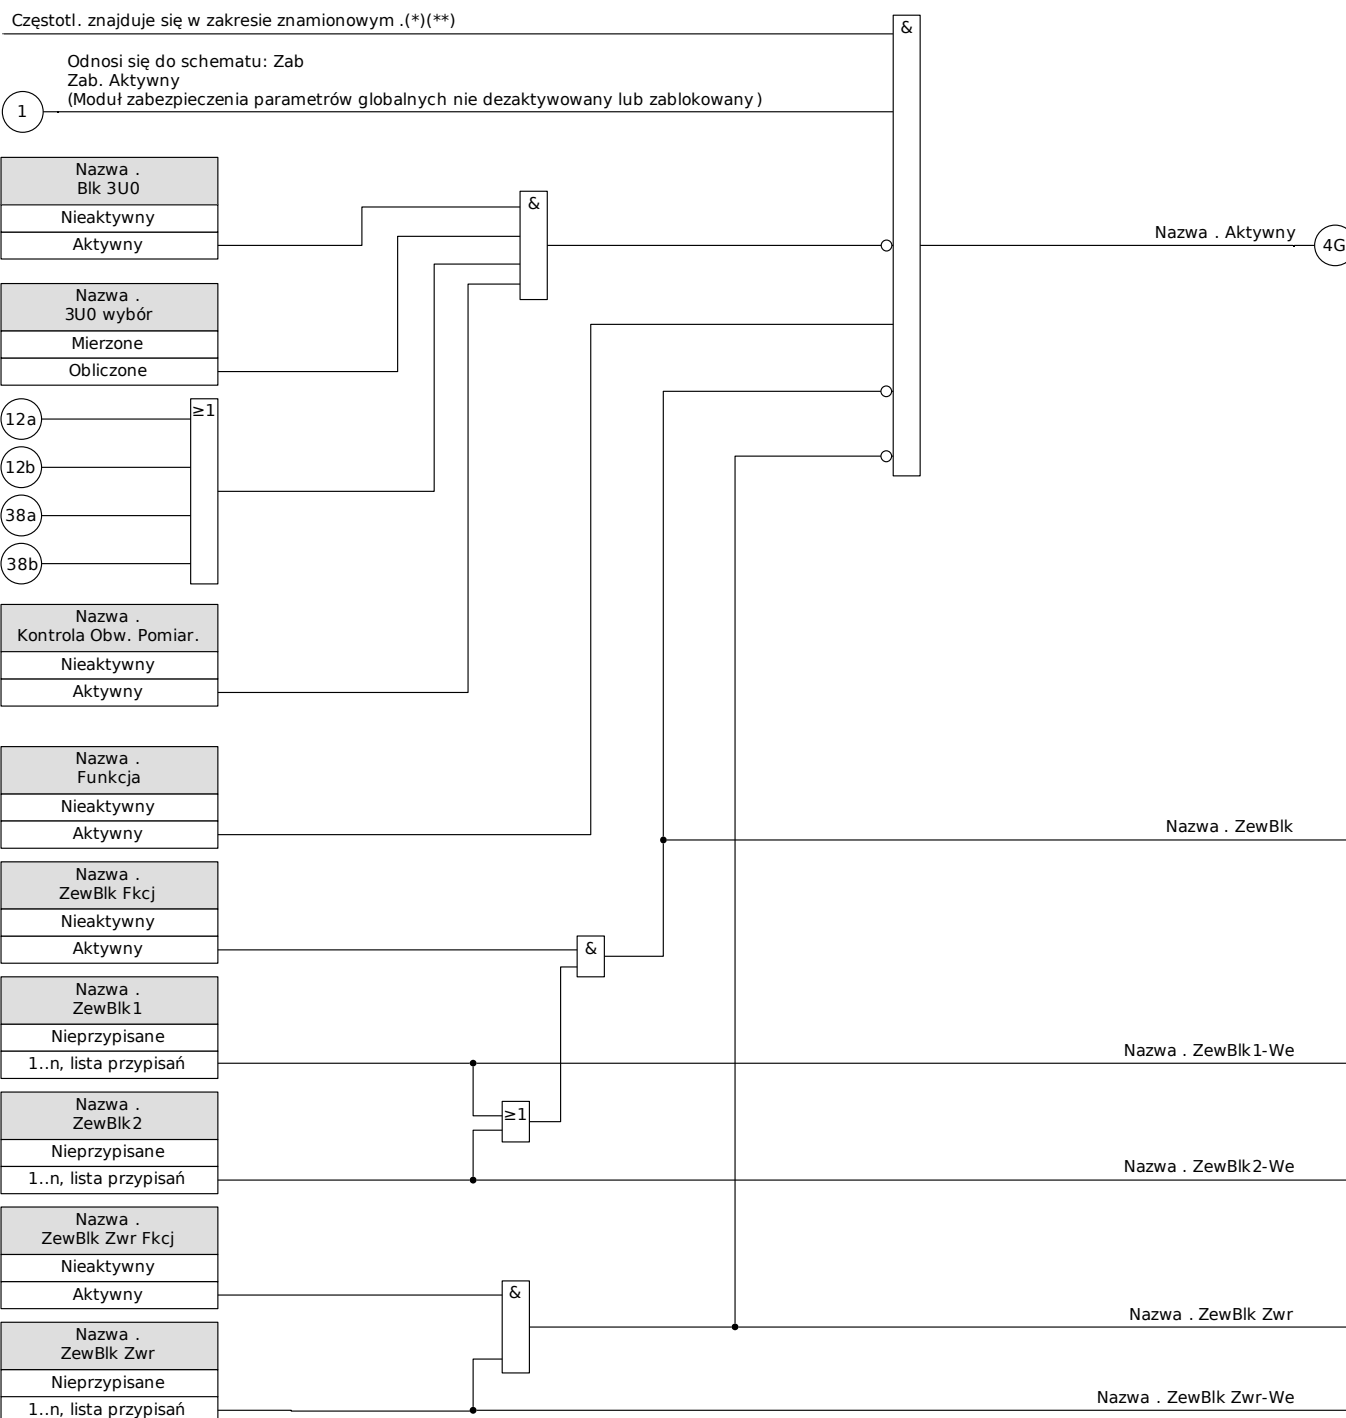 Częstotl. znajduje się w zakresie znamionowym .(*)(**)
&
Odnosi się do schematu: Zab
Zab. Aktywny
(Moduł zabezpieczenia parametrów globalnych nie dezaktywowany lub zablokowany)
1
Nazwa .
Blk 3U0
Nieaktywny
Aktywny
&
Nazwa . Aktywny
4G
Nazwa .
3U0 wybór
Mierzone
Obliczone
12a
≥1
12b
38a
38b
Nazwa .
Kontrola Obw. Pomiar.
Nieaktywny
Aktywny
Nazwa .
Funkcja
Nieaktywny
Aktywny
Nazwa . ZewBlk
Nazwa .
ZewBlk Fkcj
Nieaktywny
Aktywny
&
Nazwa .
ZewBlk1
Nieprzypisane
1..n, lista przypisań
Nazwa . ZewBlk1-We
Nazwa .
ZewBlk2
≥1
Nieprzypisane
1..n, lista przypisań
Nazwa . ZewBlk2-We
Nazwa .
ZewBlk Zwr Fkcj
Nieaktywny
Aktywny
&
Nazwa . ZewBlk Zwr
Nazwa .
ZewBlk Zwr
Nieprzypisane
1..n, lista przypisań
Nazwa . ZewBlk Zwr-We